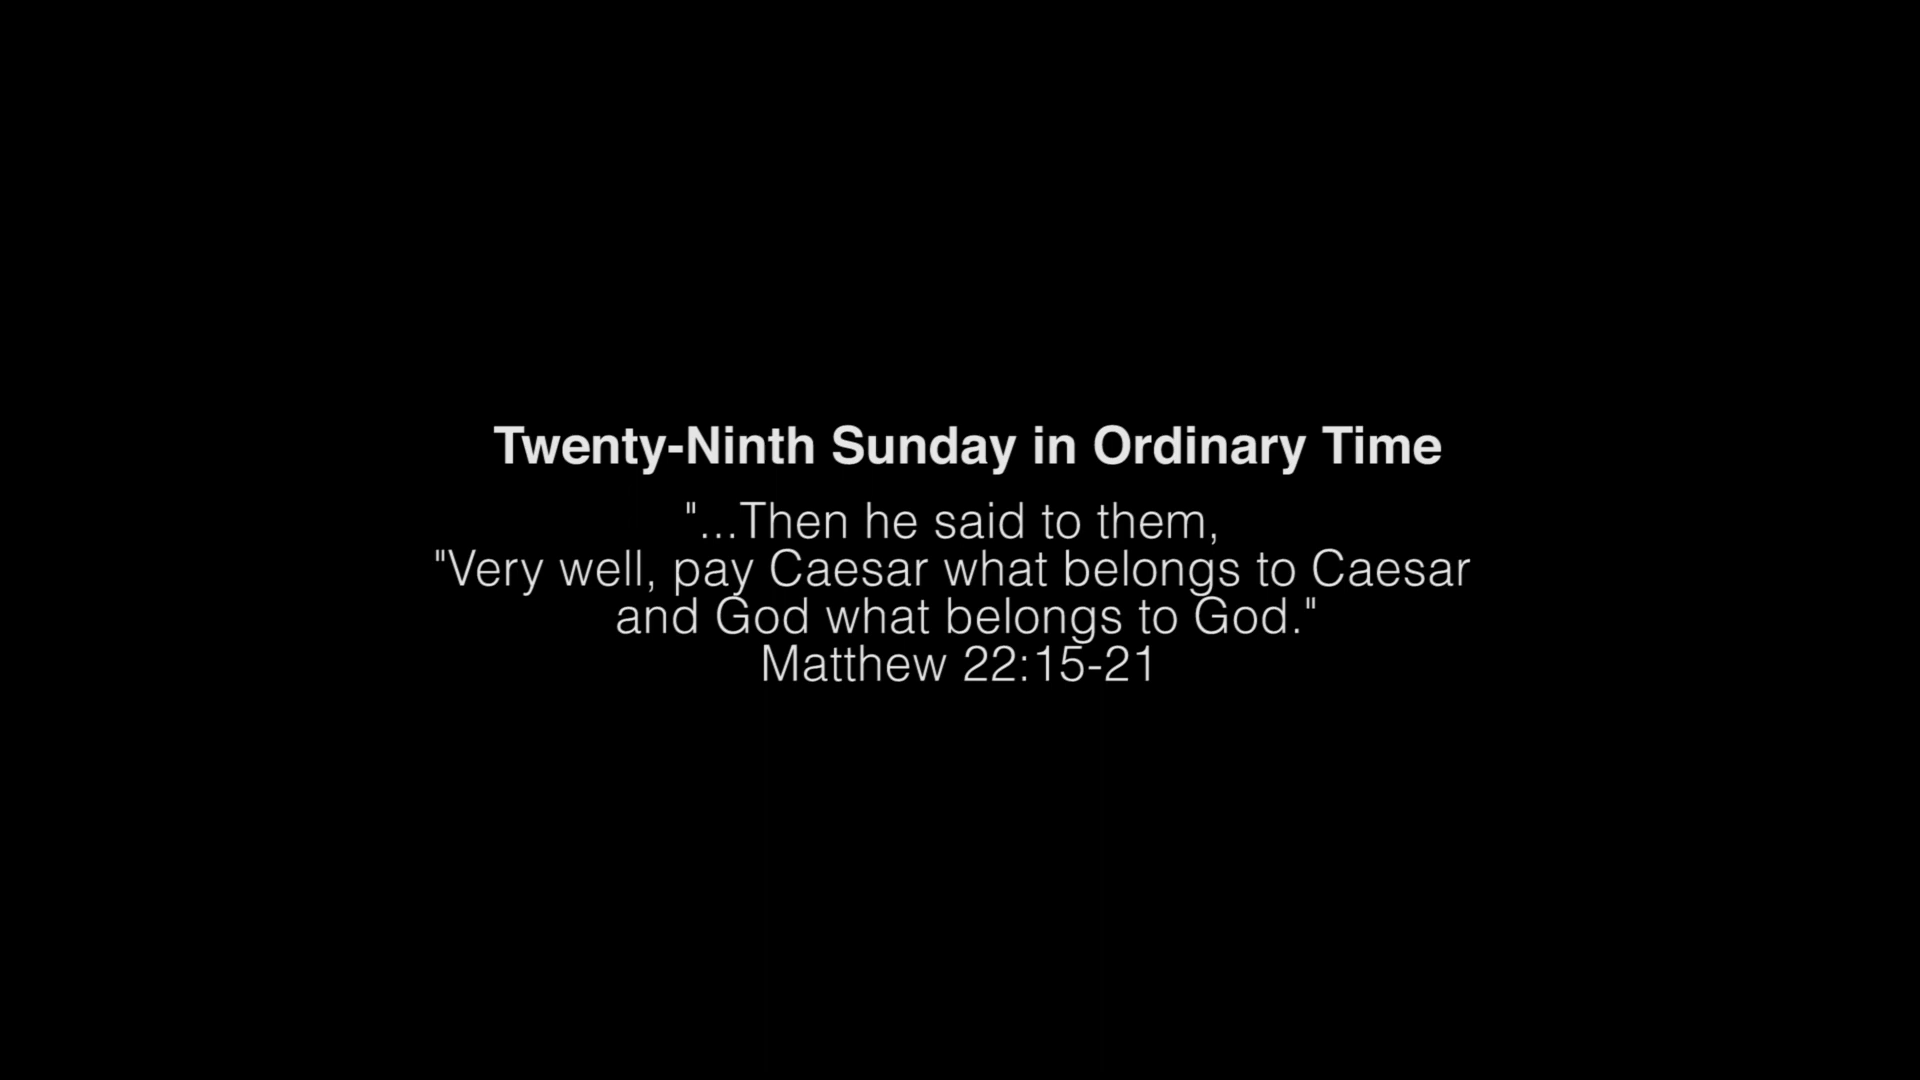 Twenty-Ninth Sunday in Ordinary Time
"...Then he said to them,
"Very well, pay Caesar what belongs to Caesar
and God what belongs to God."
Matthew 22:15-21